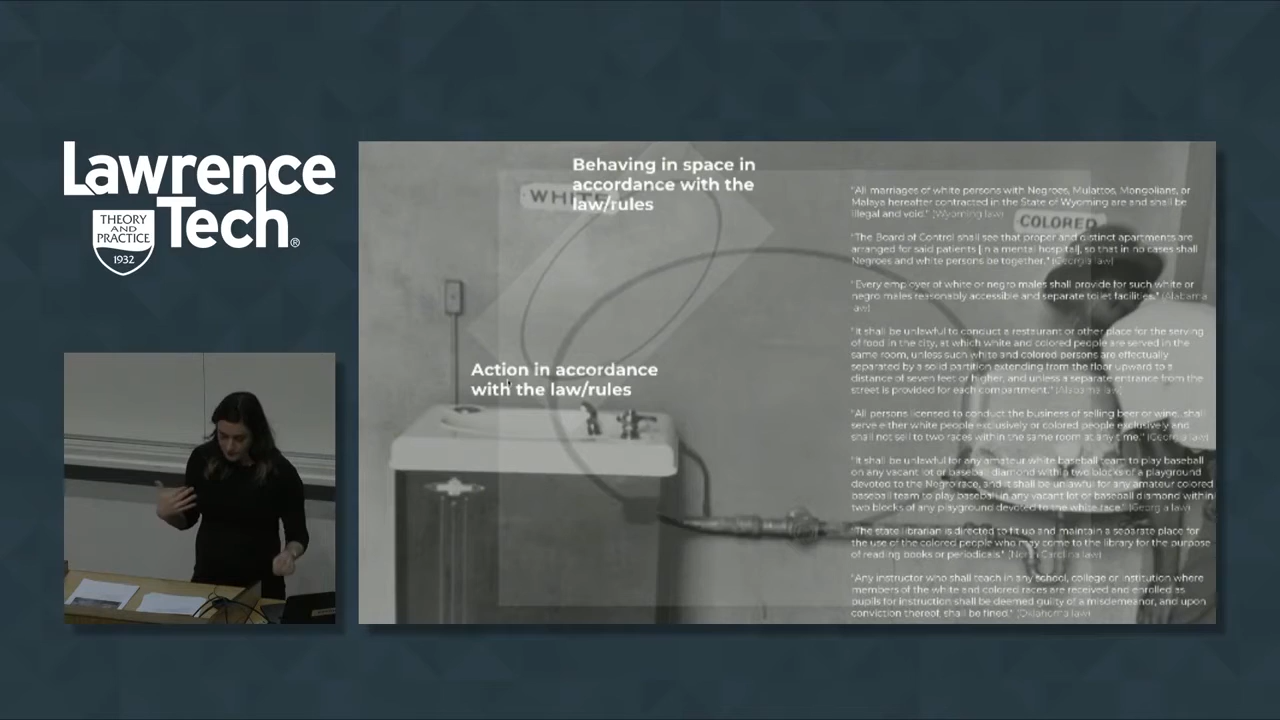 Lawrence
Tech®
THEORY
AND
PRACTICE
1932
Behaving in space in
accordance with the
law/rules
WHITE
Action in accordance
with the law/rules
COLORED
"All marriages of white persons with Negroes, Mulattos, Mongolians, or
Malaya hereafter contracted in the State of Wyoming are and shall be
illegal and void." (Wyoming law)
"The Board of Control shall see that proper and distinct apartments are
arranged for said patients [in a mental hospital], so that in no cases shall
Negroes and white persons be together." (Georgia law)
"Every employer of white or negro males shall provide for such white or
negro males reasonably accessible and separate toilet facilities." (Alabama
law)
"It shall be unlawful to conduct a restaurant or other place for the serving
of food in the city, at which white and colored people are served in the
same room, unless such white and colored persons are effectually
separated by a solid partition extending from the floor upward to a
distance of seven feet or higher, and unless a separate entrance from the
street is provided for each compartment." (Alabama law)
"All persons licensed to conduct the business of selling beer or wine...shall
serve either white people exclusively or colored people exclusively and
shall not sell to two races within the same room at any time." (Georgia law)
"It shall be unlawful for any amateur white baseball team to play baseball
on any vacant lot or baseball diamond within two blocks of a playground
devoted to the Negro race, and it shall be unlawful for any amateur colored
baseball team to play baseball in any vacant lot or baseball diamond within
two blocks of any playground devoted to the white race." (Georgia law)
"The state librarian is directed to fit up and maintain a separate place for
the use of the colored people who may come to the library for the purpose
of reading books or periodicals" (North Carolina law)
"Any instructor who shall teach in any school, college or institution where
members of the white and colored races are received and enrolled as
pupils for instruction shall be deemed guilty of a misdemeanor, and upon
conviction thereof, shall be fined." (Oklahoma law)